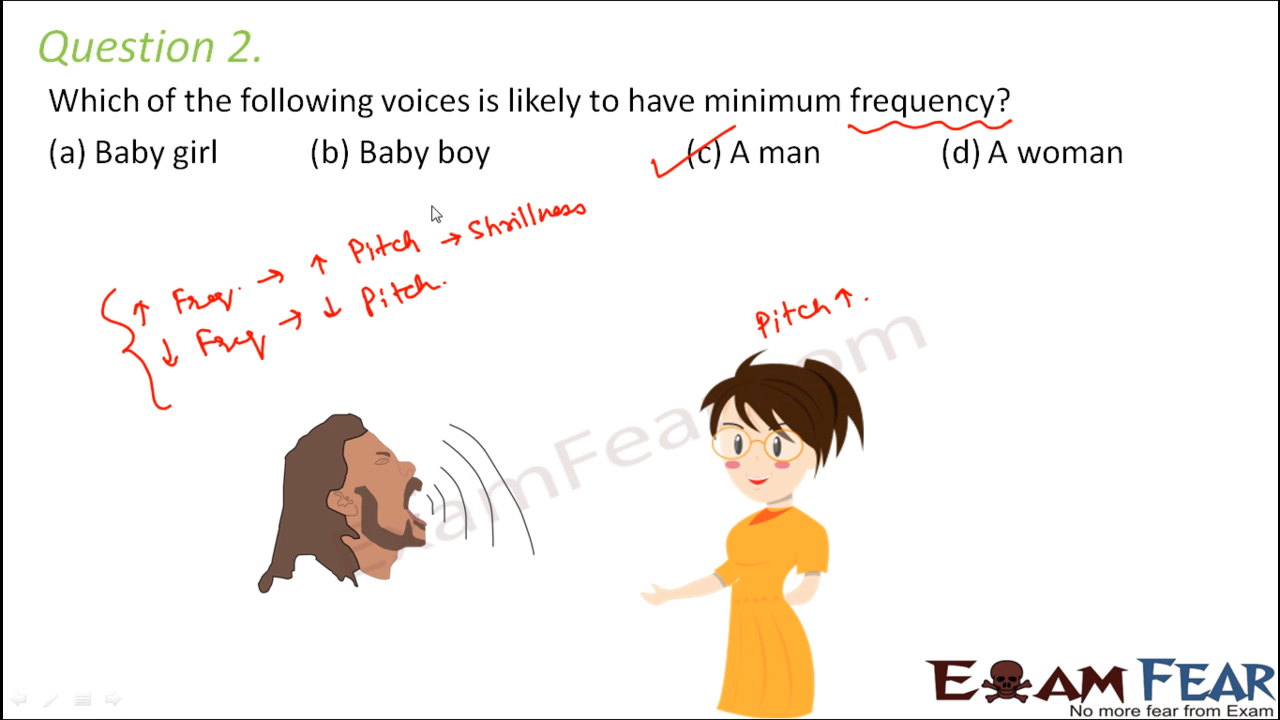 Question 2.
Which of the following voices is likely to have minimum frequency?
(a) Baby girl (b) Baby boy (c) A man (d) A woman
↑ Freq. → ↑ Pitch → Shrillness
↓ Freq → ↓ Pitch.
Pitch ↑.
ExamFear.com
EXAM FEAR
No more fear from Exam